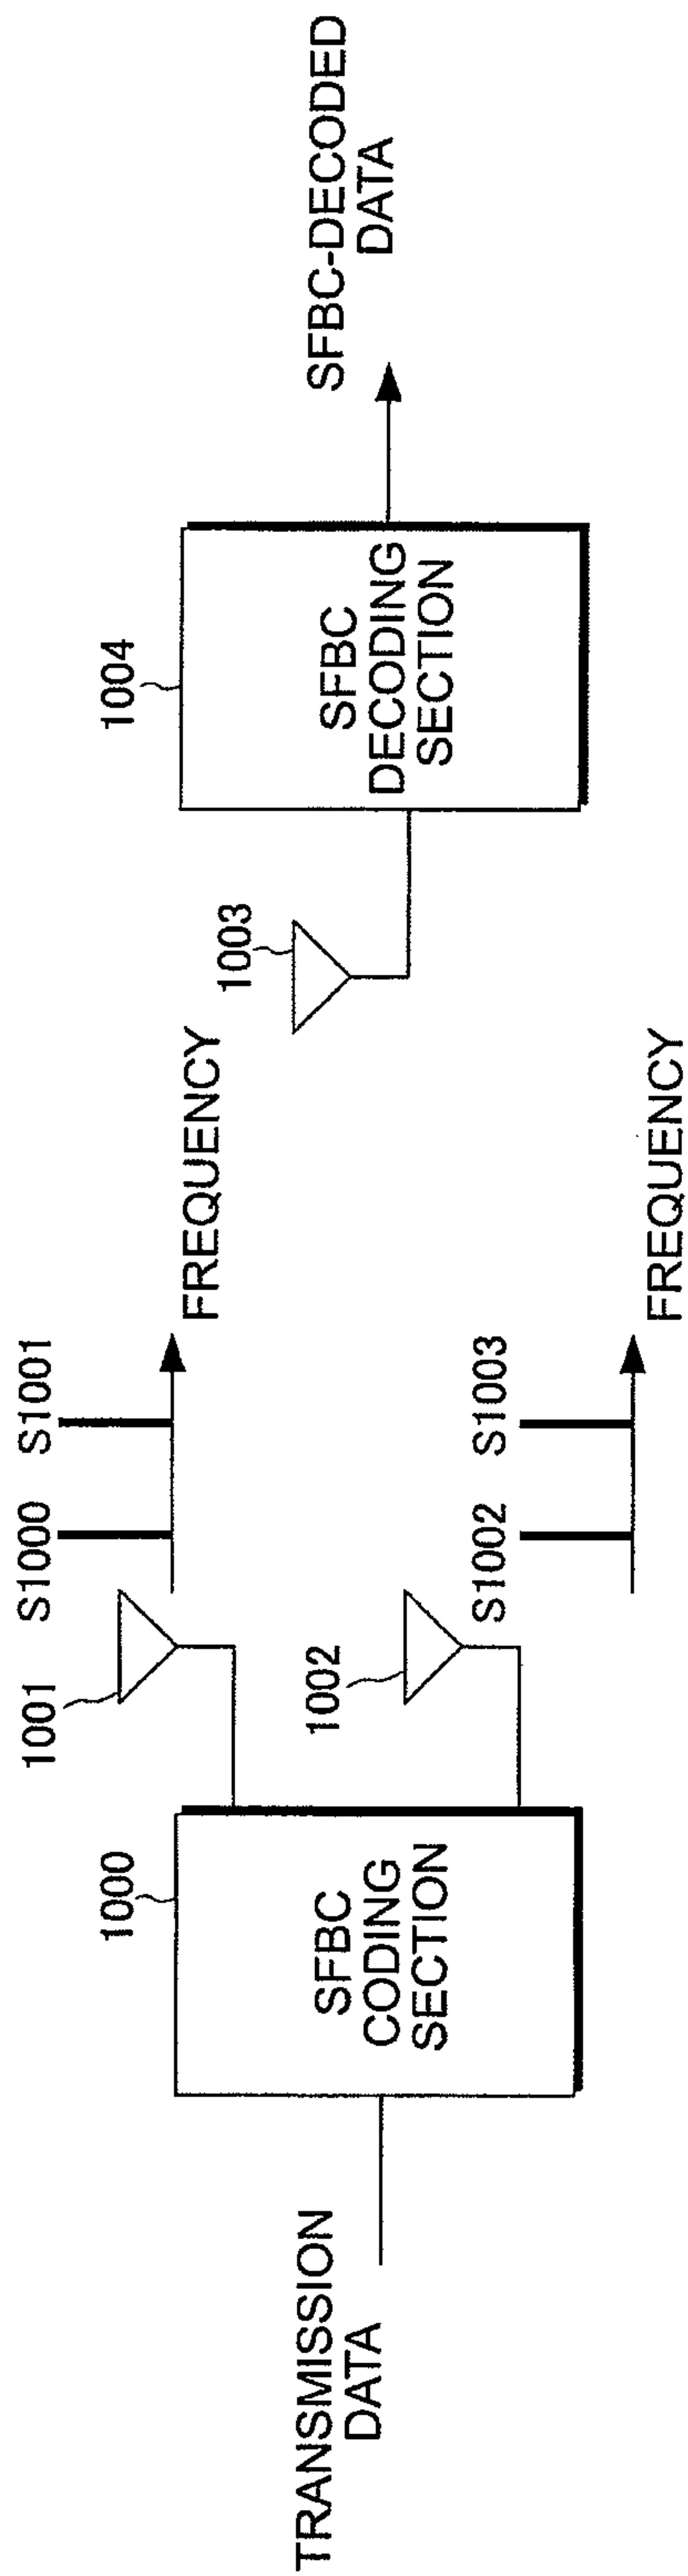 TRANSMISSION
DATA
1000
SFBC
CODING
SECTION
1001
1002
S1000
S1001
FREQUENCY
S1002
S1003
FREQUENCY
1003
1004
SFBC
DECODING
SECTION
SFBC-DECODED
DATA